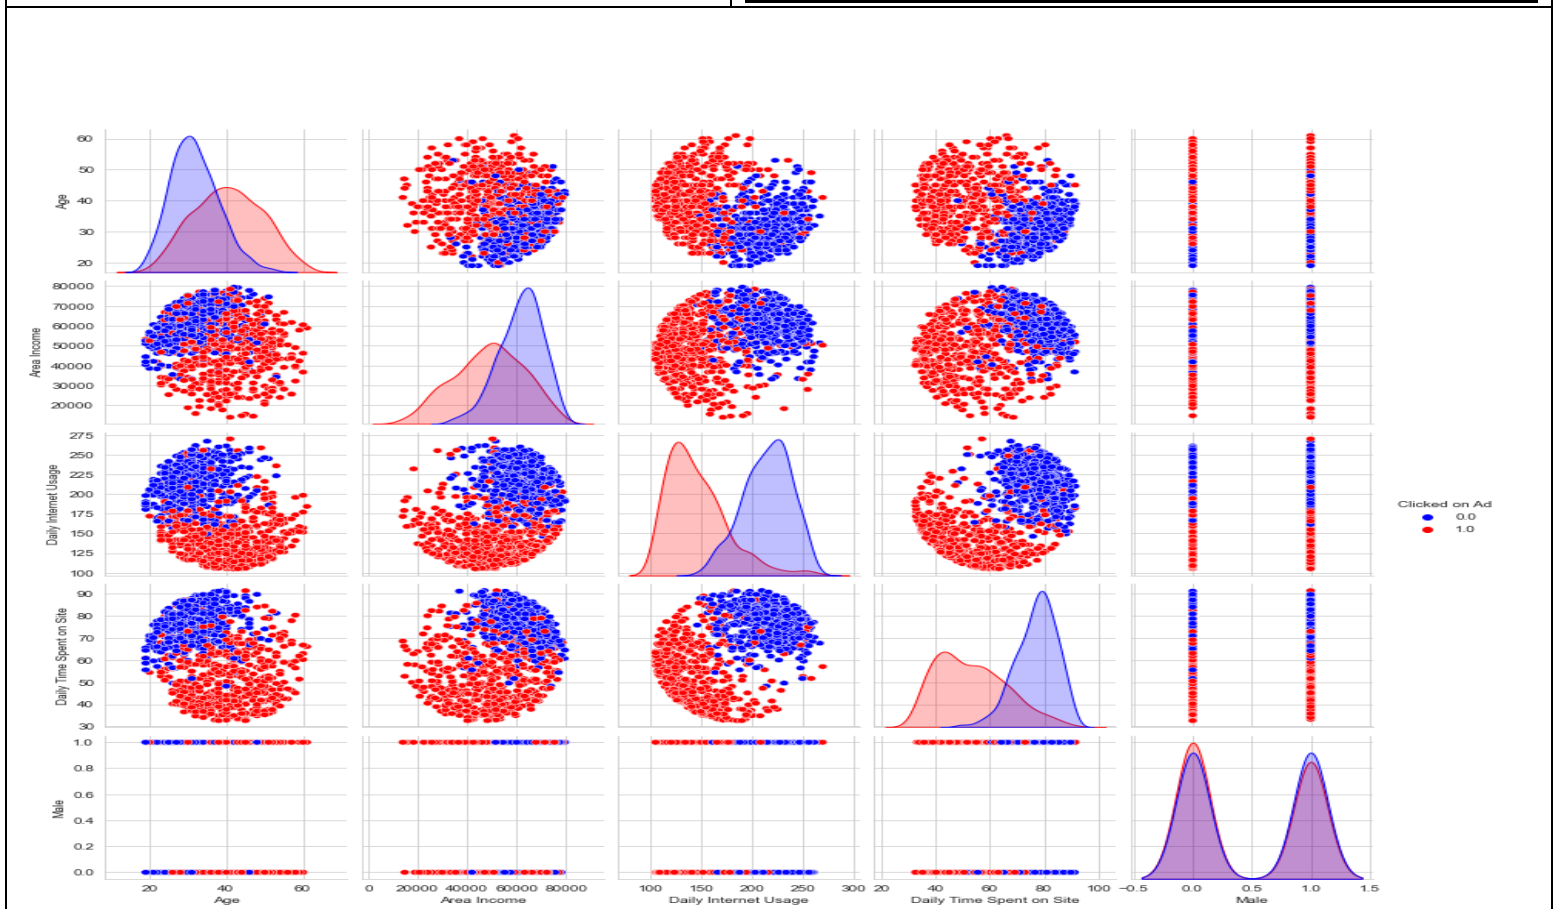 60
50
40
30
20
Age
80000
70000
60000
50000
40000
30000
20000
Area Income
275
250
225
200
175
150
125
100
Daily Internet Usage
90
80
70
60
50
40
30
Daily Time Spent on Site
1.0
0.8
0.6
0.4
0.2
0.0
Male
20 40 60
Age
0 20000 40000 60000 80000
Area Income
100 150 200 250 300
Daily Internet Usage
20 40 60 80 100
Daily Time Spent on Site
−0.5 0.0 0.5 1.0 1.5
Male
Clicked on Ad
0.0
1.0